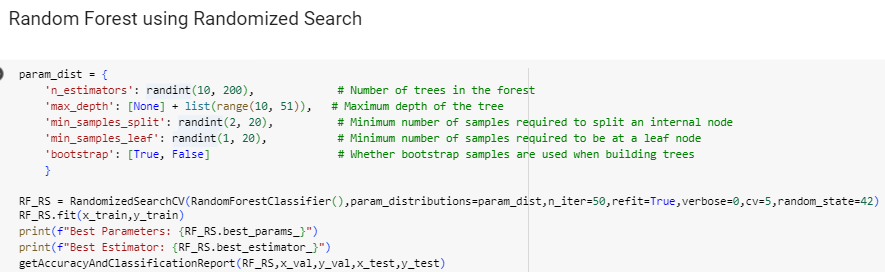 Random Forest using Randomized Search
param_dist = {
    'n_estimators': randint(10, 200),             # Number of trees in the forest
    'max_depth': [None] + list(range(10, 51)),   # Maximum depth of the tree
    'min_samples_split': randint(2, 20),          # Minimum number of samples required to split an internal node
    'min_samples_leaf': randint(1, 20),           # Minimum number of samples required to be at a leaf node
    'bootstrap': [True, False]                    # Whether bootstrap samples are used when building trees
    }
RF_RS = RandomizedSearchCV(RandomForestClassifier(),param_distributions=param_dist,n_iter=50,refit=True,verbose=0,cv=5,random_state=42)
RF_RS.fit(x_train,y_train)
print(f"Best Parameters: {RF_RS.best_params_}")
print(f"Best Estimator: {RF_RS.best_estimator_}")
getAccuracyAndClassificationReport(RF_RS,x_val,y_val,x_test,y_test)